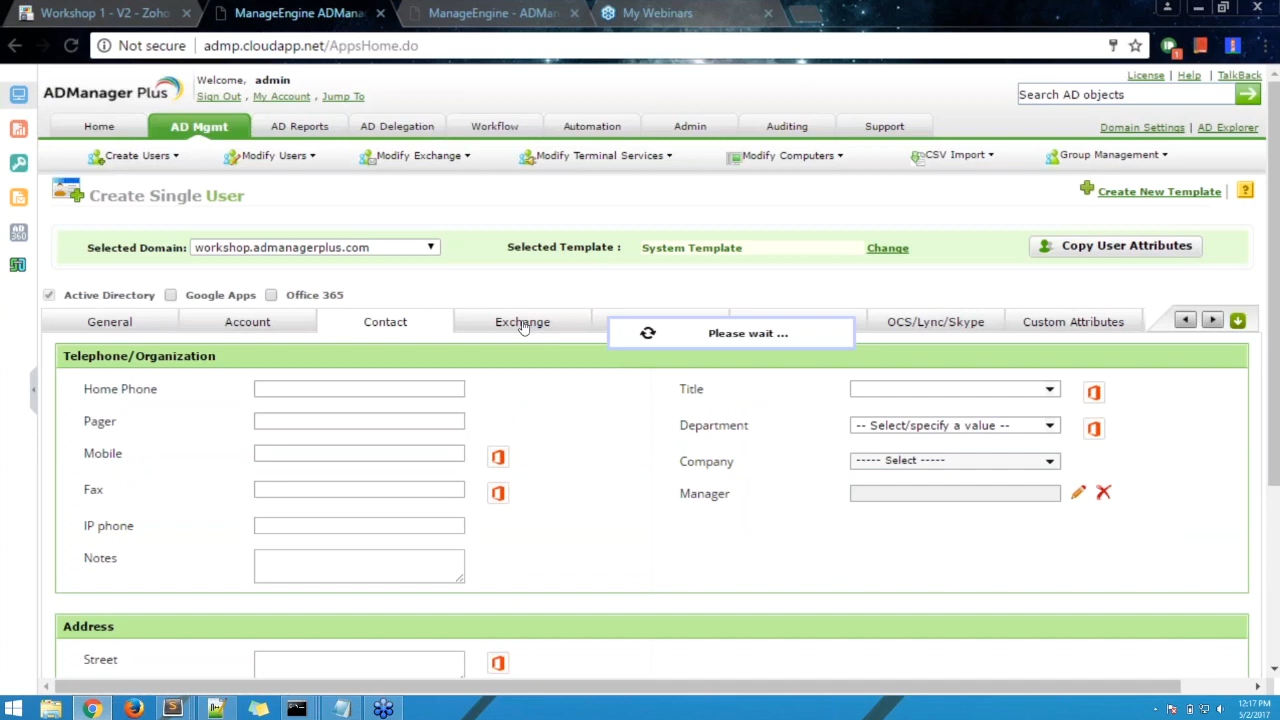 Workshop 1 - V2 - Zoho
ManageEngine ADMana
ManageEngine - ADMan
My Webinars
Not secure admp.cloudapp.net/AppsHome.do
1
License | Help | TalkBack
ADManager Plus
Welcome, admin
Sign Out , My Account , Jump To
Search AD objects
Home AD Mgmt AD Reports AD Delegation Workflow Automation Admin Auditing Support
Domain Settings | AD Explorer
Create Users Modify Users Modify Exchange Modify Terminal Services Modify Computers CSV Import Group Management
AD 360
Create Single User
Create New Template ?
Selected Domain: workshop.admanagerplus.com Selected Template : System Template Change Copy User Attributes
Active Directory Google Apps Office 365
General Account Contact Exchange OCS/Lync/Skype Custom Attributes
Please wait ...
Telephone/Organization
Home Phone
Title
Pager
Department -- Select/specify a value --
Mobile
Company ----- Select -----
Fax
Manager
IP phone
Notes
Address
Street
12:17 PM
5/2/2017